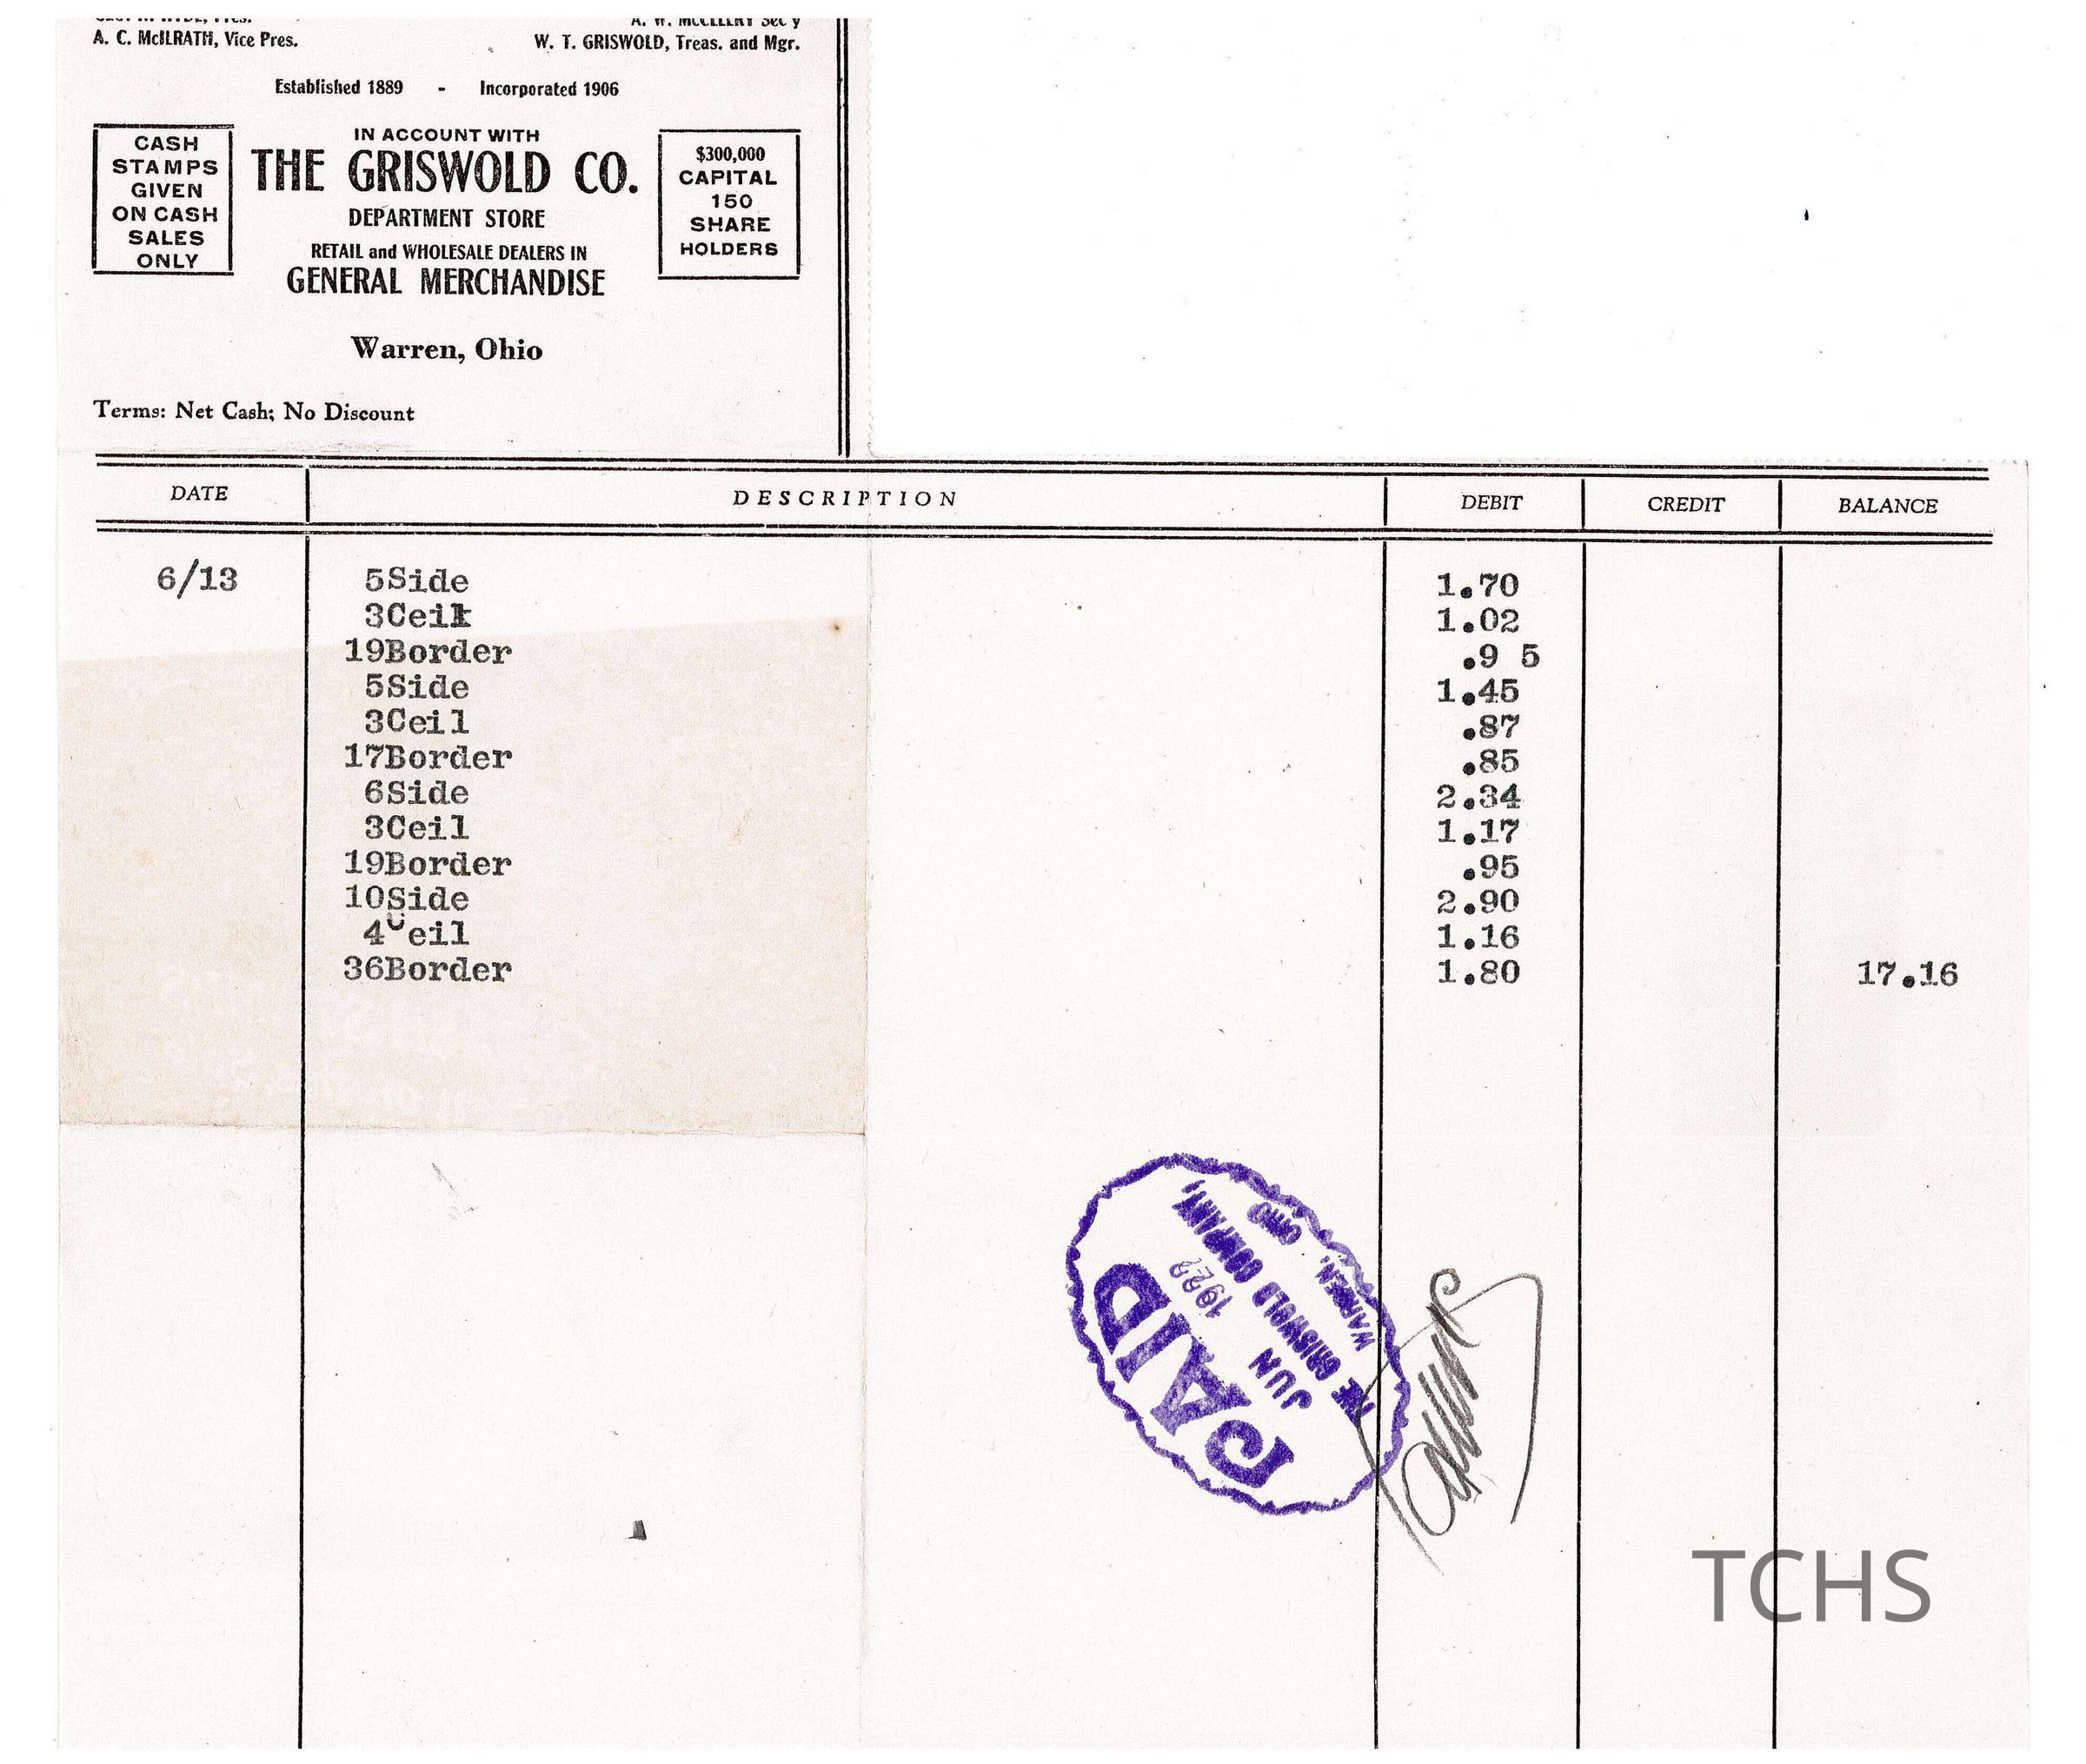 A. W. McCLEERY Sec'y
A. C. McILRATH, Vice Pres.
W. T. GRISWOLD, Treas. and Mgr.
Established 1889 - Incorporated 1906
CASH
STAMPS
GIVEN
ON CASH
SALES
ONLY
IN ACCOUNT WITH
THE GRISWOLD CO.
DEPARTMENT STORE
RETAIL and WHOLESALE DEALERS IN
GENERAL MERCHANDISE
$300,000
CAPITAL
150
SHARE
HOLDERS
Warren, Ohio
Terms: Net Cash; No Discount
DATE DESCRIPTION DEBIT CREDIT BALANCE
6/13 5Side 1.70
3Ceil 1.02
19Border .9 5
5Side 1.45
3Ceil .87
17Border .85
6Side 2.34
3Ceil 1.17
19Border .95
10Side 2.90
4Ceil 1.16
36Border 1.80 17.16
PAID
JUN 1922
THE GRISWOLD COMPANY,
WARREN, OHIO
TCHS